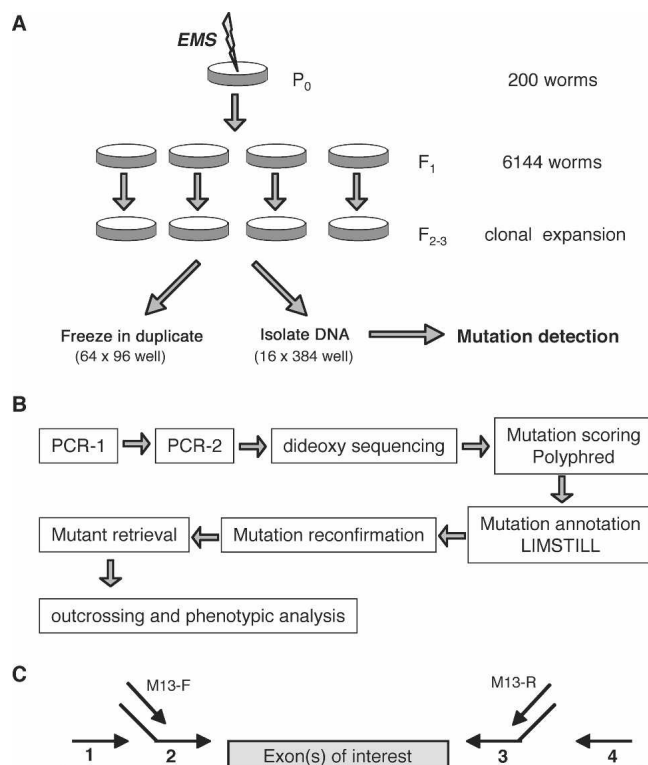 A
EMS
P0 200 worms
F1 6144 worms
F2-3 clonal expansion
Freeze in duplicate
(64 x 96 well)
Isolate DNA
(16 x 384 well)
Mutation detection
B
PCR-1
PCR-2
dideoxy sequencing
Mutation scoring
Polyphred
Mutation annotation
LIMSTILL
Mutation reconfirmation
Mutant retrieval
outcrossing and phenotypic analysis
C
M13-F
M13-R
1
2
Exon(s) of interest
3
4